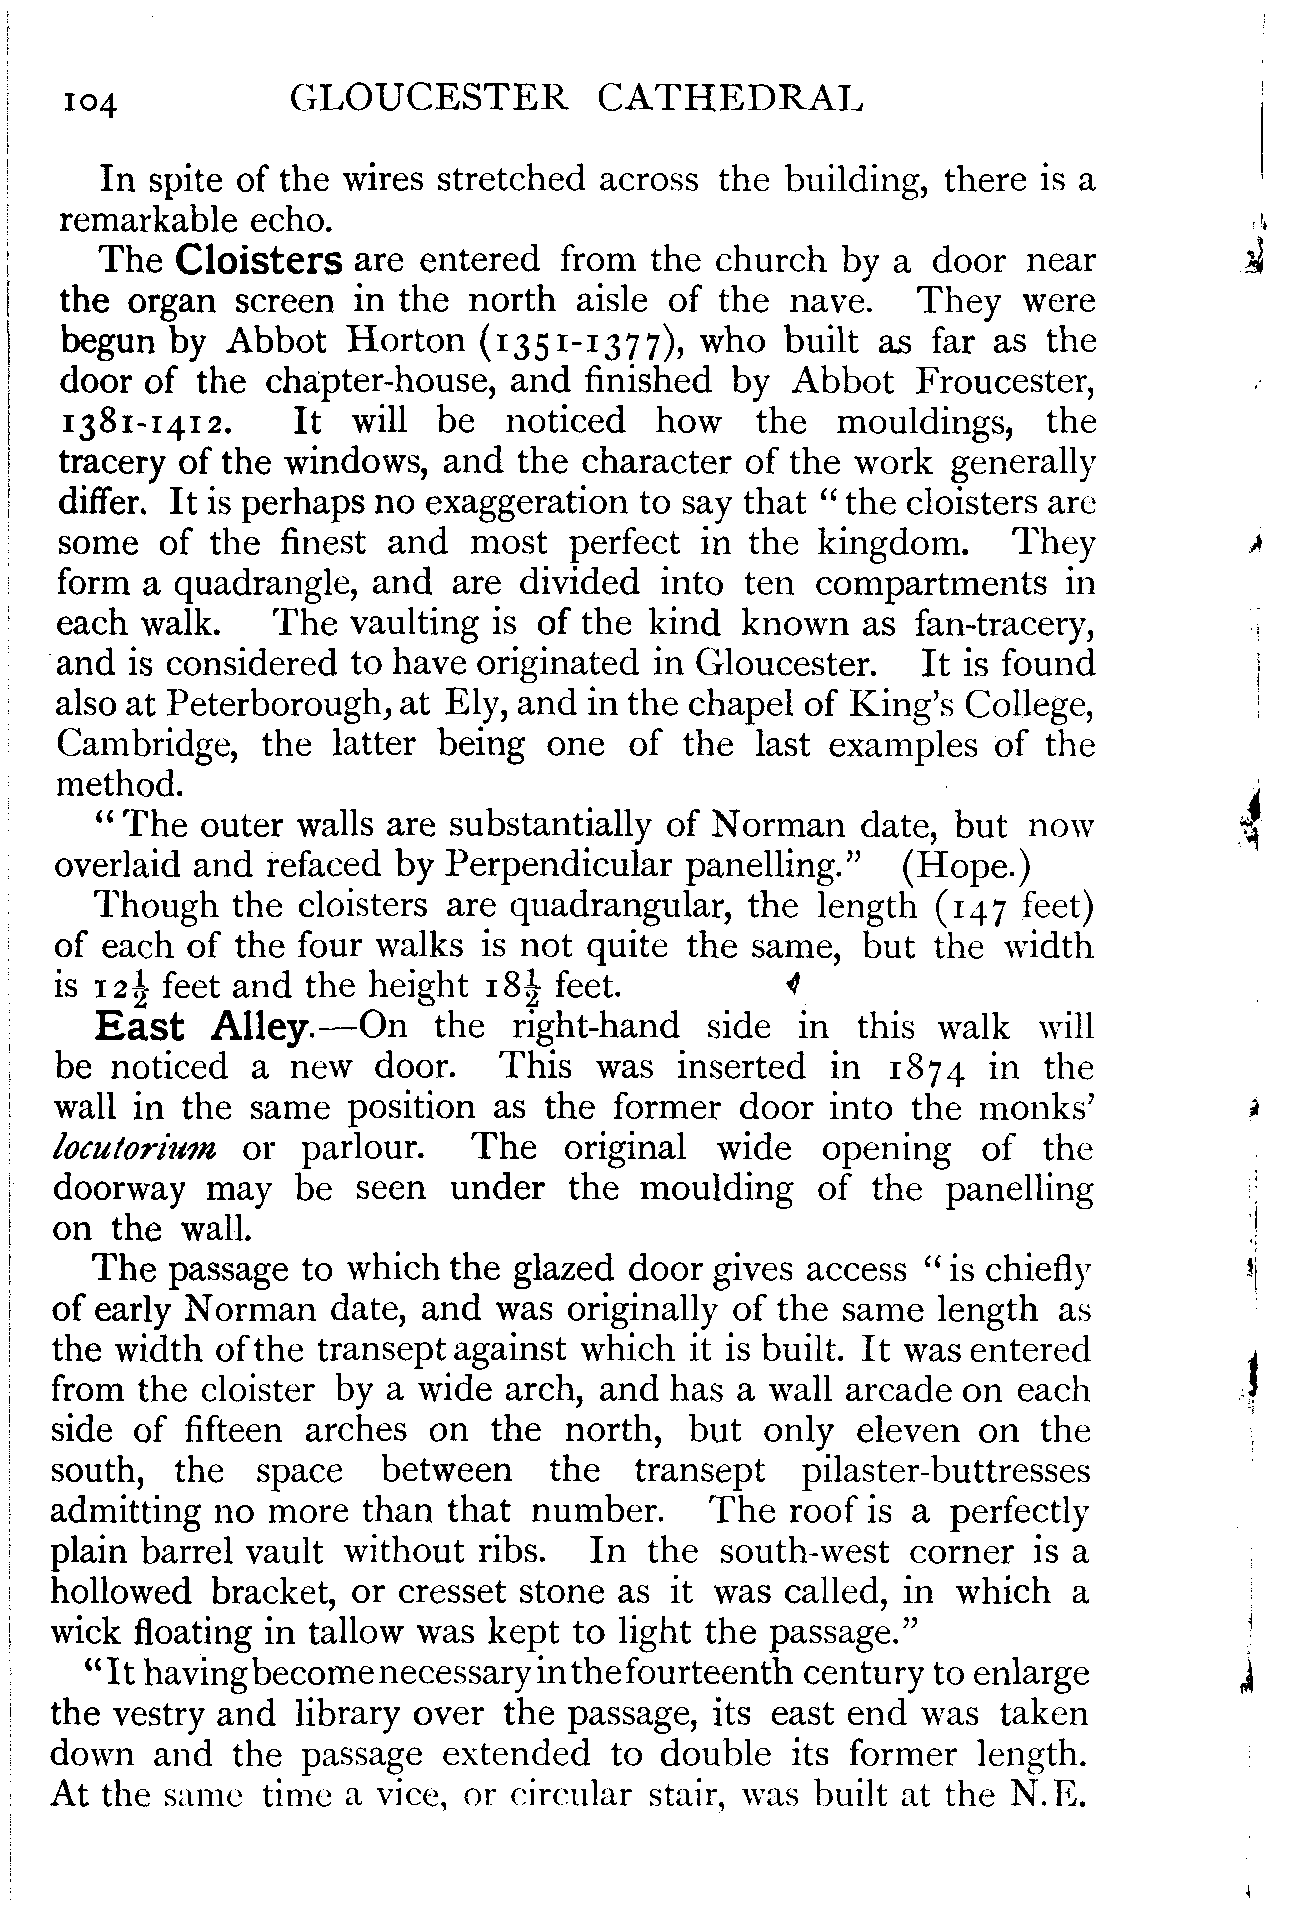 104 GLOUCESTER CATHEDRAL
In spite of the wires stretched across the building, there is a
remarkable echo.
The Cloisters are entered from the church by a door near
the organ screen in the north aisle of the nave. They were
begun by Abbot Horton (1351-1377), who built as far as the
door of the chapter-house, and finished by Abbot Froucester,
1381-1412. It will be noticed how the mouldings, the
tracery of the windows, and the character of the work generally
differ. It is perhaps no exaggeration to say that “the cloisters are
some of the finest and most perfect in the kingdom. They
form a quadrangle, and are divided into ten compartments in
each walk. The vaulting is of the kind known as fan-tracery,
and is considered to have originated in Gloucester. It is found
also at Peterborough, at Ely, and in the chapel of King's College,
Cambridge, the latter being one of the last examples of the
method.
“The outer walls are substantially of Norman date, but now
overlaid and refaced by Perpendicular panelling.” (Hope.)
Though the cloisters are quadrangular, the length (147 feet)
of each of the four walks is not quite the same, but the width
is 12½ feet and the height 18½ feet.
East Alley.—On the right-hand side in this walk will
be noticed a new door. This was inserted in 1874 in the
wall in the same position as the former door into the monks'
locutorium or parlour. The original wide opening of the
doorway may be seen under the moulding of the panelling
on the wall.
The passage to which the glazed door gives access “is chiefly
of early Norman date, and was originally of the same length as
the width of the transept against which it is built. It was entered
from the cloister by a wide arch, and has a wall arcade on each
side of fifteen arches on the north, but only eleven on the
south, the space between the transept pilaster-buttresses
admitting no more than that number. The roof is a perfectly
plain barrel vault without ribs. In the south-west corner is a
hollowed bracket, or cresset stone as it was called, in which a
wick floating in tallow was kept to light the passage.”
“It having become necessary in the fourteenth century to enlarge
the vestry and library over the passage, its east end was taken
down and the passage extended to double its former length.
At the same time a vice, or circular stair, was built at the N.E.